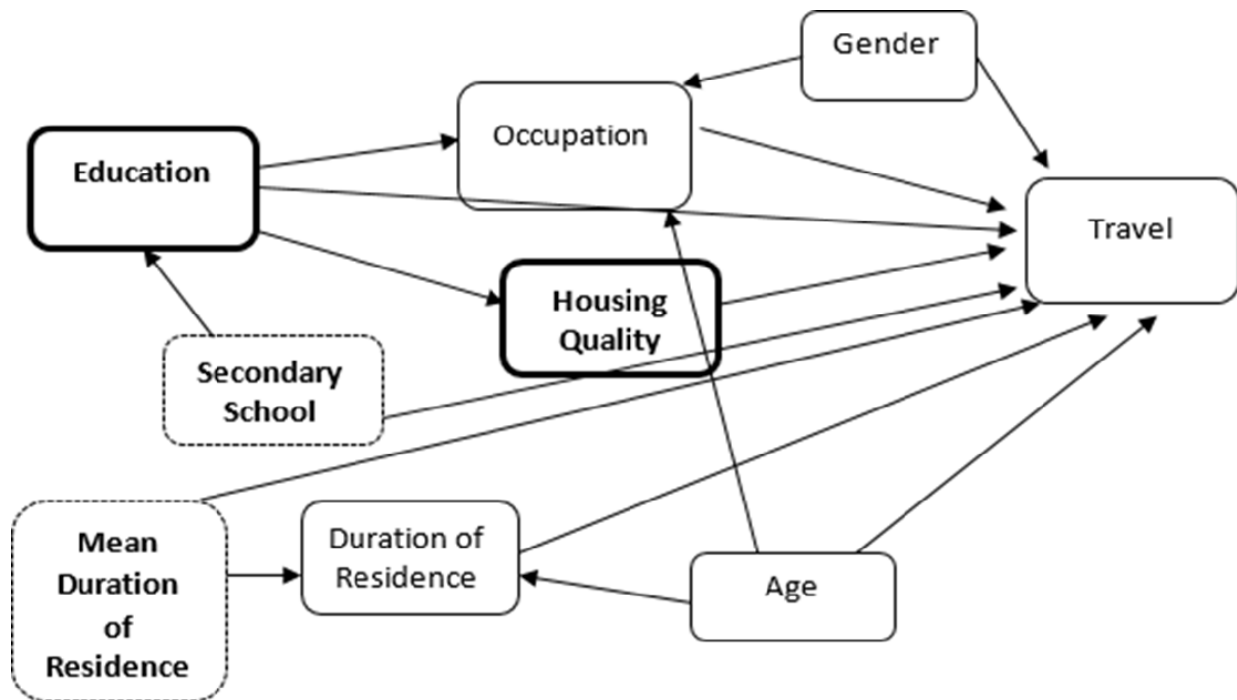 Gender
Occupation
Education
Travel
Housing
Quality
Secondary
School
Mean
Duration
of
Residence
Duration of
Residence
Age